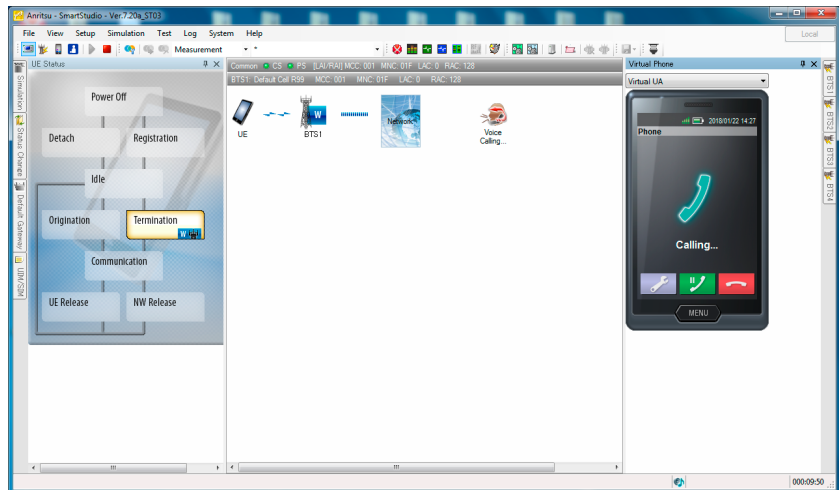 Anritsu - SmartStudio - Ver.7.20a_ST03
File View Setup Simulation Test Log System Help
Local
Measurement - *
UE Status
Common CS PS [LAI/RAI] MCC: 001 MNC: 01F LAC: 0 RAC: 128
Virtual Phone
BTS1: Default Cell R99 MCC: 001 MNC: 01F LAC: 0 RAC: 128
Virtual UA
Simulation
Status Change
Default Gateway
UIM/SIM
Power Off
Detach
Registration
Idle
Origination
Termination
W
Communication
UE Release
NW Release
UE
W
BTS1
Network
Voice
Calling...
2018/01/22 14:27
Phone
Calling...
MENU
BTS1
BTS2
BTS3
BTS4
000:09:50